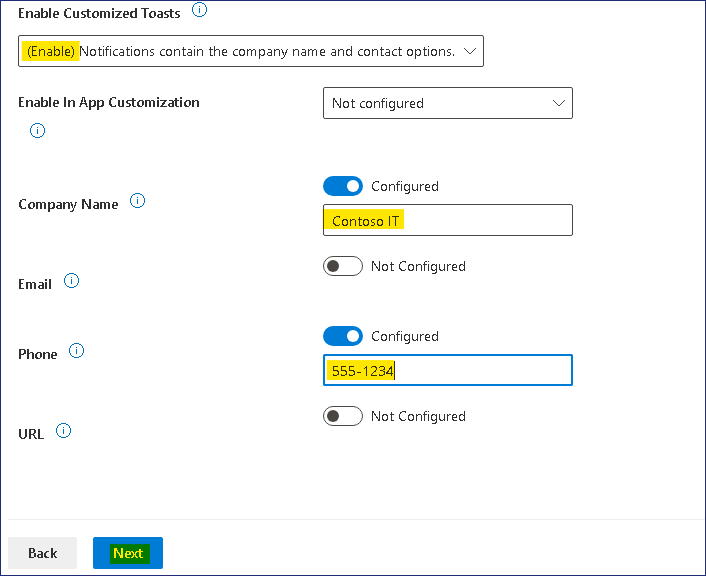 Enable Customized Toasts
(Enable) Notifications contain the company name and contact options.
Enable In App Customization
Not configured
Configured
Company Name
Contoso IT
Not Configured
Email
Configured
Phone
555-1234
Not Configured
URL
Back
Next